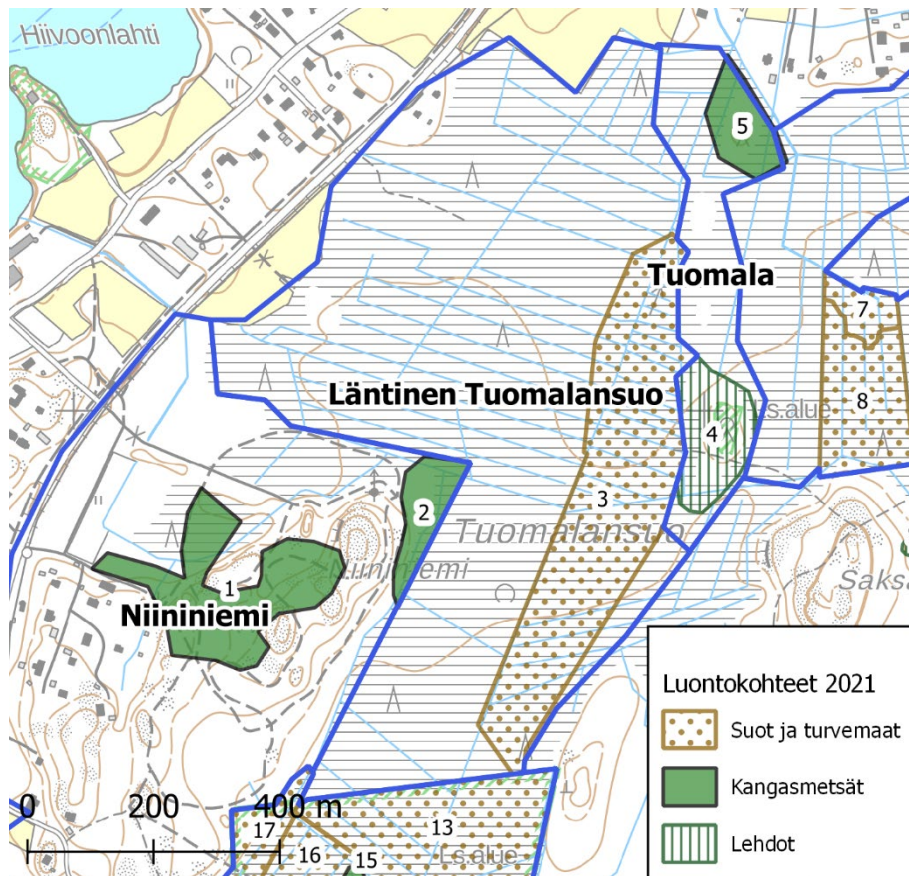 Hiivoonlahti
5
Tuomala
7
Läntinen Tuomalansuo
8
Ls.alue
4
3
2
Tuomalansuo
Niininiemi
1
Niininiemi
Saksa
Luontokohteet 2021
Suot ja turvemaat
Kangasmetsät
Lehdot
0
200
400 m
17
13
16
15
Ls.alue